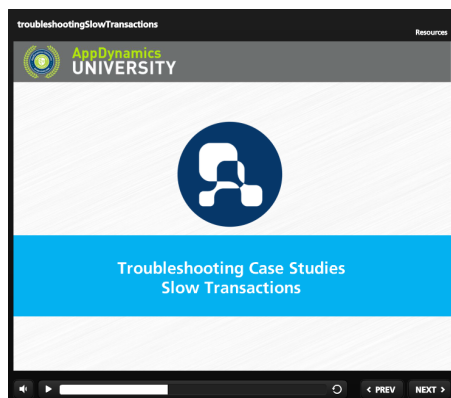 troubleshootingSlowTransactions
Resources
AppDynamics
UNIVERSITY
Troubleshooting Case Studies
Slow Transactions
< PREV
NEXT >